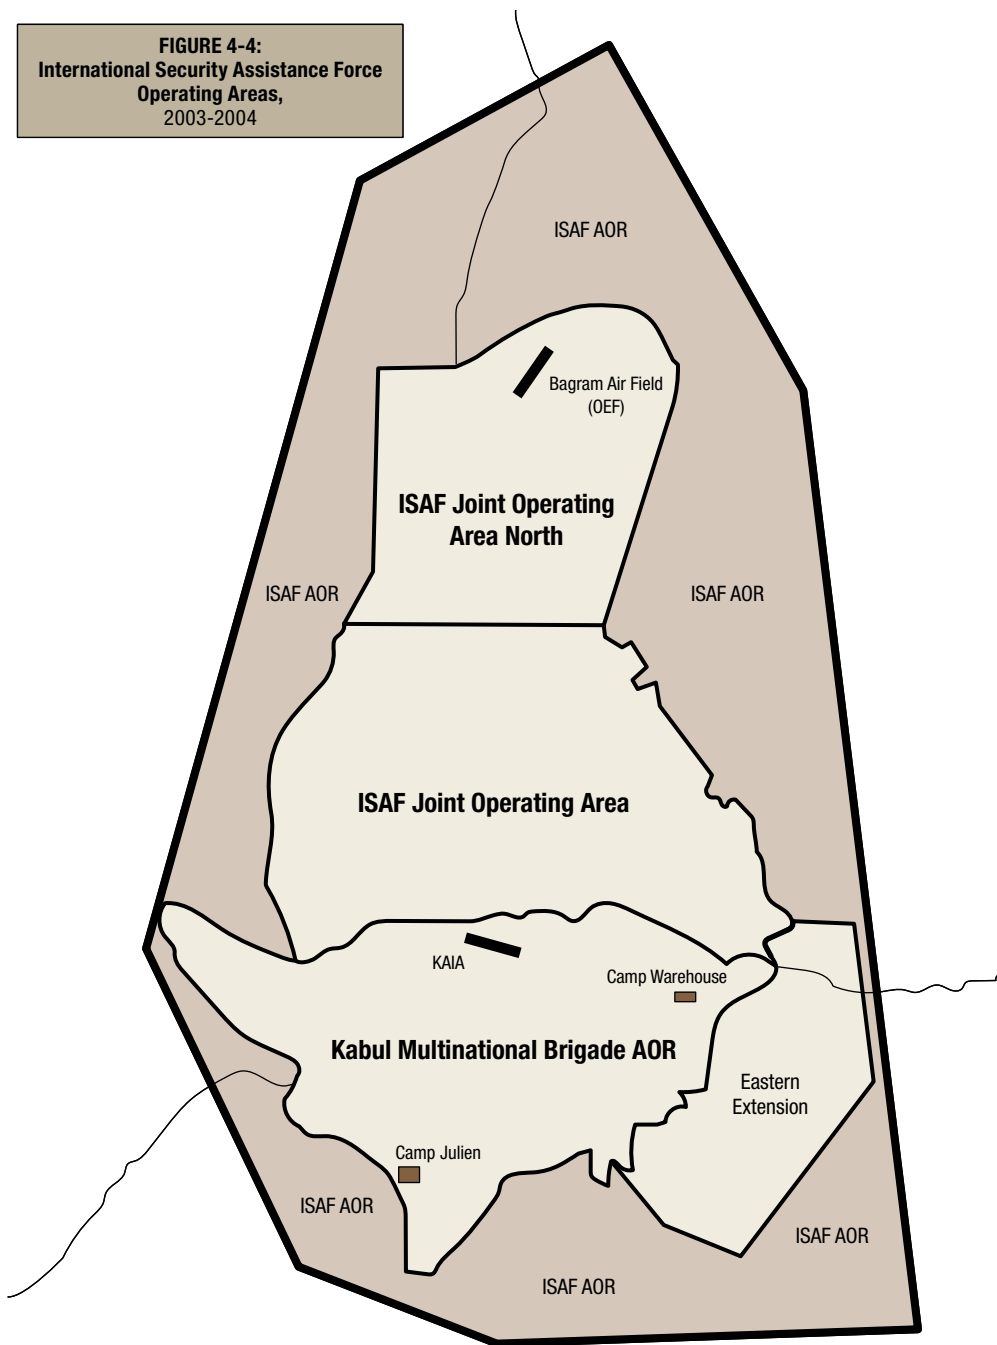 FIGURE 4-4:
International Security Assistance Force
Operating Areas,
2003-2004
ISAF AOR
Bagram Air Field
(OEF)
ISAF Joint Operating
Area North
ISAF AOR
ISAF AOR
ISAF Joint Operating Area
KAIA
Camp Warehouse
Kabul Multinational Brigade AOR
Eastern
Extension
Camp Julien
ISAF AOR
ISAF AOR
ISAF AOR